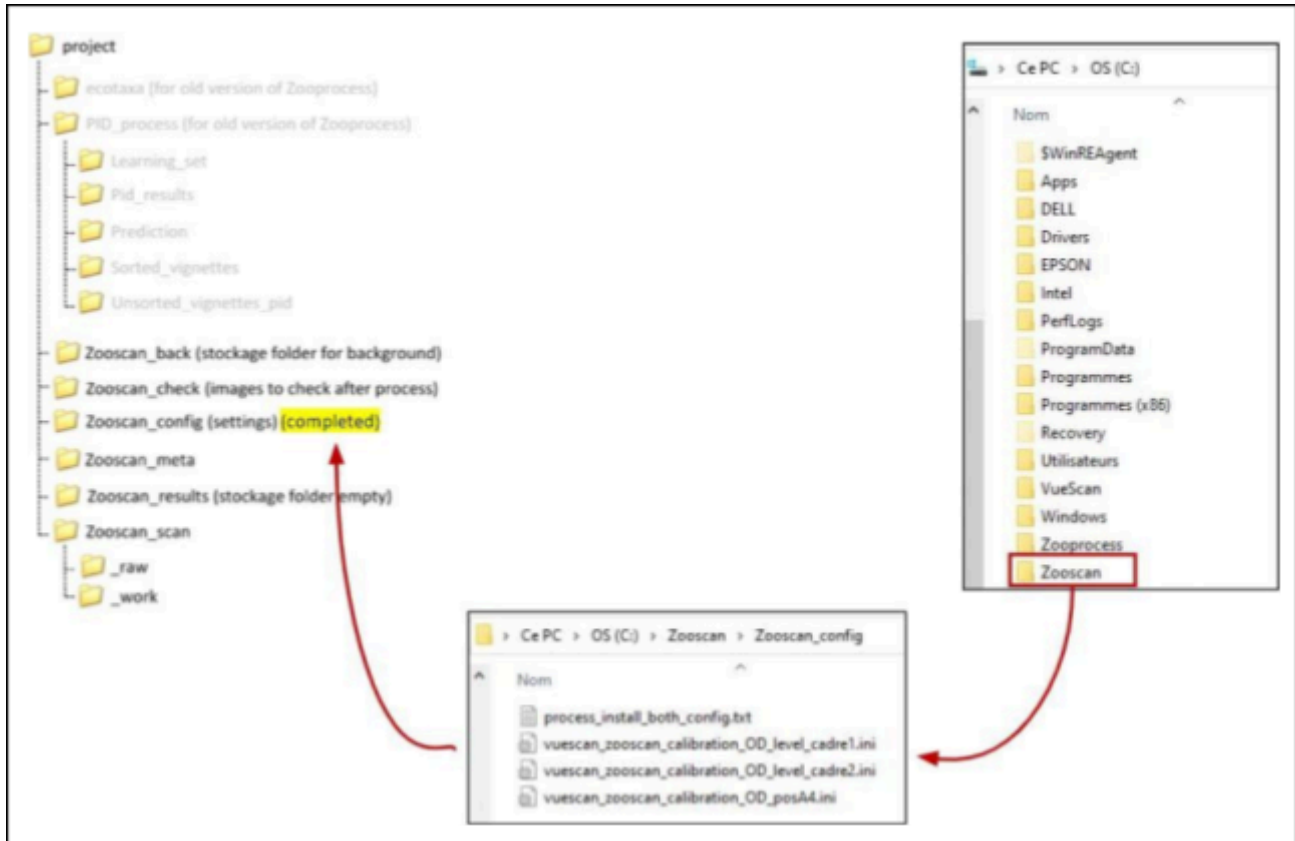 project
ecotaxa (for old version of Zooprocess)
PID_process (for old version of Zooprocess)
Learning_set
Pid_results
Prediction
Sorted_vignettes
Unsorted_vignettes_pid
Zooscan_back (stockage folder for background)
Zooscan_check (images to check after process)
Zooscan_config (settings) (completed)
Zooscan_meta
Zooscan_results (stockage folder empty)
Zooscan_scan
_raw
_work
› Ce PC › OS (C:)
Nom
$WinREAgent
Apps
DELL
Drivers
EPSON
Intel
PerfLogs
ProgramData
Programmes
Programmes (x86)
Recovery
Utilisateurs
VueScan
Windows
Zooprocess
Zooscan
› Ce PC › OS (C:) › Zooscan › Zooscan_config
Nom
process_install_both_config.txt
vuescan_zooscan_calibration_OD_level_cadre1.ini
vuescan_zooscan_calibration_OD_level_cadre2.ini
vuescan_zooscan_calibration_OD_posA4.ini